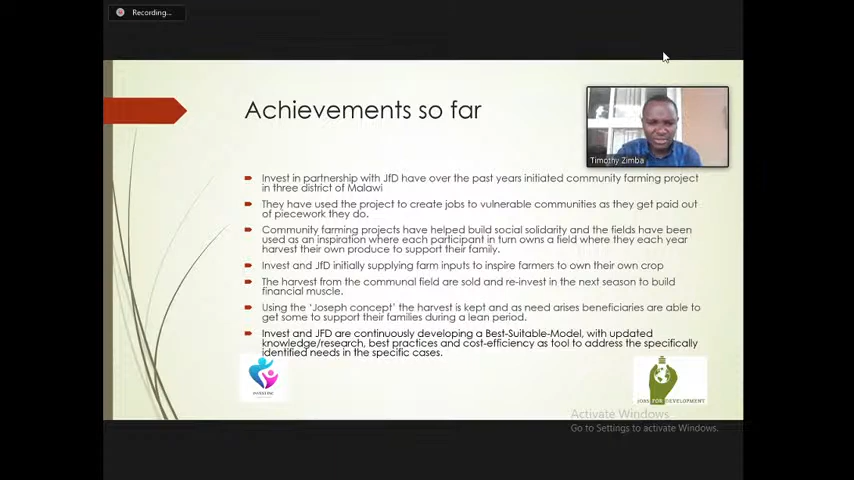 Recording...
Achievements so far
Timothy Zimba
Invest in partnership with JfD have over the past years initiated community farming project
in three district of Malawi
They have used the project to create jobs to vulnerable communities as they get paid out
of piecework they do.
Community farming projects have helped build social solidarity and the fields have been
used as an inspiration where each participant in turn owns a field where they each year
harvest their own produce to support their family.
Invest and JfD initially supplying farm inputs to inspire farmers to own their own crop
The harvest from the communal field are sold and re-invest in the next season to build
financial muscle.
Using the ‘Joseph concept’ the harvest is kept and as need arises beneficiaries are able to
get some to support their families during a lean period.
Invest and JFD are continuously developing a Best-Suitable-Model, with updated
knowledge/research, best practices and cost-efficiency as tool to address the specifically
identified needs in the specific cases.
JOBS FOR DEVELOPMENT
Activate Windows
Go to Settings to activate Windows.